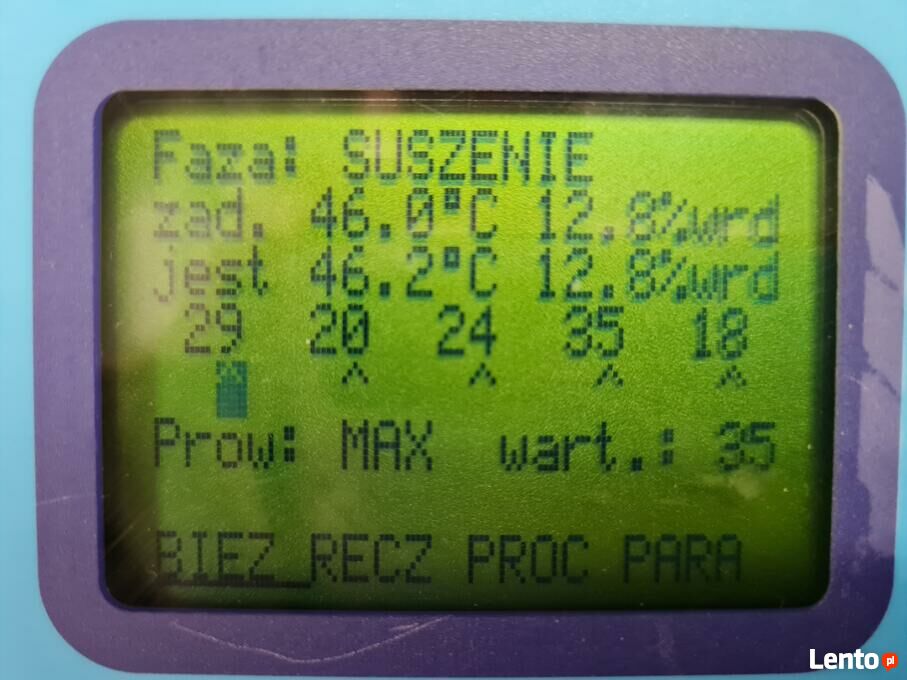 Faza: SUSZENIE
zad. 46.0°C 12.8%wrd
jest 46.2°C 12.8%wrd
29 20 24 35 18
^ ^ ^ ^
Prow: MAX wart.: 35
BIEZ RECZ PROC PARA
Lento pl